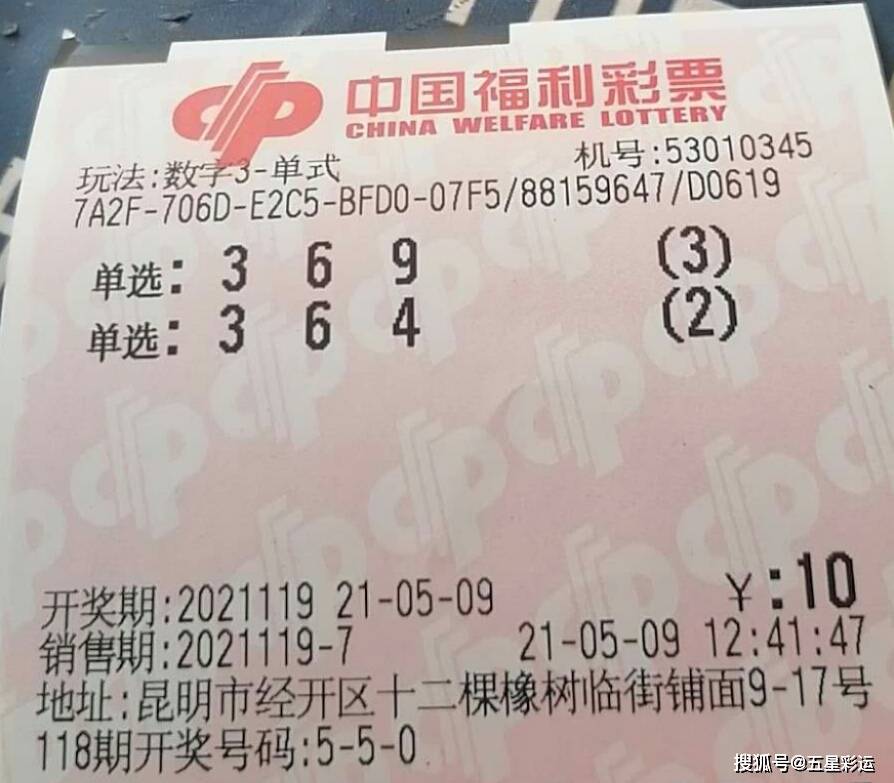 中国福利彩票
CHINA WELFARE LOTTERY
玩法:数字3-单式 机号:53010345
7A2F-706D-E2C5-BFD0-07F5/88159647/D0619
单选: 3 6 9 (3)
单选: 3 6 4 (2)
开奖期:2021119 21-05-09 ¥:10
销售期:2021119-7 21-05-09 12:41:47
地址:昆明市经开区十二棵橡树临街铺面9-17号
118期开奖号码:5-5-0
搜狐号@五星彩运